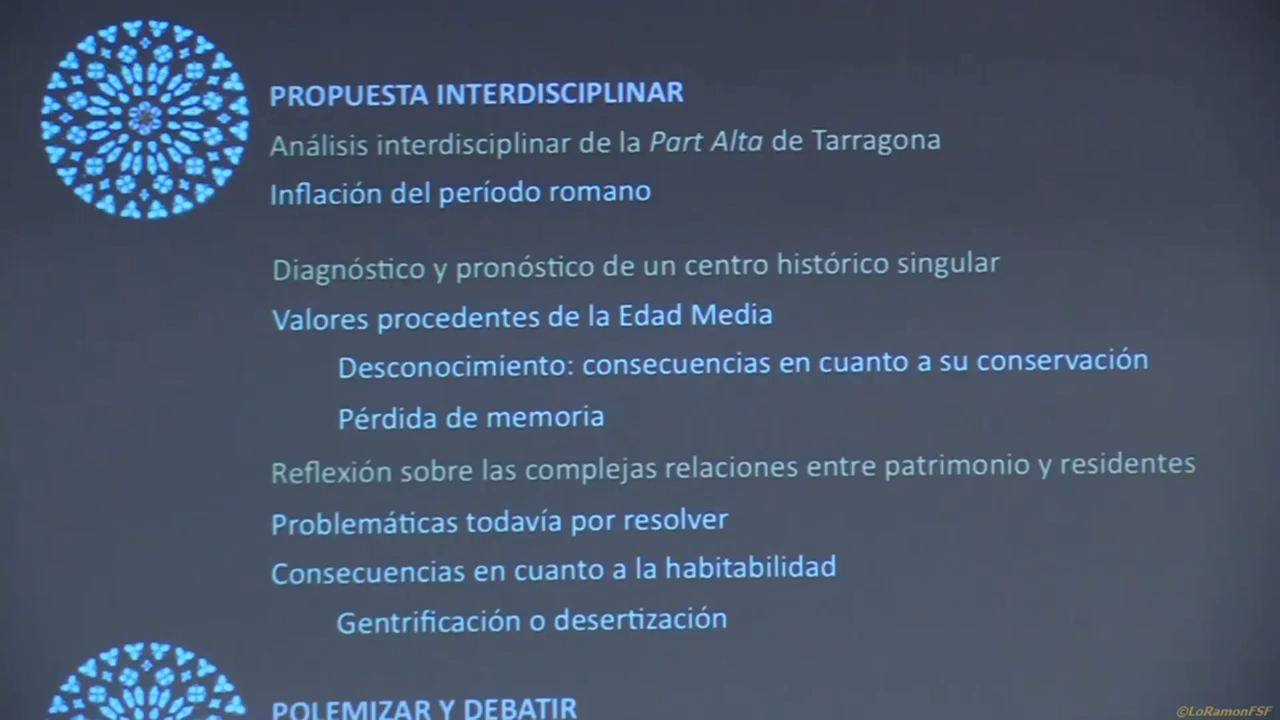 PROPUESTA INTERDISCIPLINAR
Análisis interdisciplinar de la Part Alta de Tarragona
Inflación del período romano
Diagnóstico y pronóstico de un centro histórico singular
Valores procedentes de la Edad Media
Desconocimiento: consecuencias en cuanto a su conservación
Pérdida de memoria
Reflexión sobre las complejas relaciones entre patrimonio y residentes
Problemáticas todavía por resolver
Consecuencias en cuanto a la habitabilidad
Gentrificación o desertización
POLEMIZAR Y DEBATIR
©LoRamonFSF